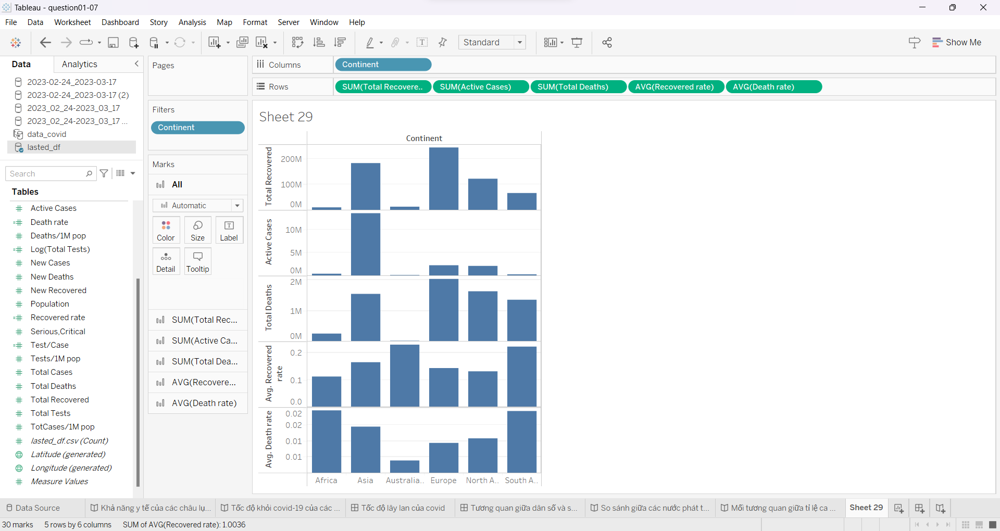 Tableau - question01-07
File Data Worksheet Dashboard Story Analysis Map Format Server Window Help
Standard
Show Me
Data Analytics
2023-02-24_2023-03-17
2023-02-24_2023-03-17 (2)
2023_02_24-2023_03_17
2023_02_24-2023_03_17 ...
data_covid
lasted_df
Search
Tables
Active Cases
Death rate
Deaths/1M pop
Log(Total Tests)
New Cases
New Deaths
New Recovered
Population
Recovered rate
Serious,Critical
Test/Case
Tests/1M pop
Total Cases
Total Deaths
Total Recovered
Total Tests
TotCases/1M pop
lasted_df.csv (Count)
Latitude (generated)
Longitude (generated)
Measure Values
Pages
Filters
Continent
Marks
All
Automatic
Color Size Label
Detail Tooltip
SUM(Total Rec...
SUM(Active Ca...
SUM(Total Dea...
AVG(Recovere...
AVG(Death rate)
Columns Continent
Rows SUM(Total Recovere.. SUM(Active Cases) SUM(Total Deaths) AVG(Recovered rate) AVG(Death rate)
Sheet 29
Continent
Total Recovered
200M
100M
0M
Active Cases
10M
5M
0M
Total Deaths
2M
1M
0M
Avg. Recovered
rate
0.2
0.1
0.0
Avg. Death rate
0.02
0.02
0.01
0.01
Africa Asia Australia.. Europe North A.. South A..
Data Source Khả năng y tế của các châu lụ... Tốc độ khỏi covid-19 của các ... Tốc độ lây lan của covid Tương quan giữa dân số và s... So sánh giữa các nước phát t... Mối tương quan giữa tỉ lệ ca ... Sheet 29
30 marks 5 rows by 6 columns SUM of AVG(Recovered rate): 1.0036